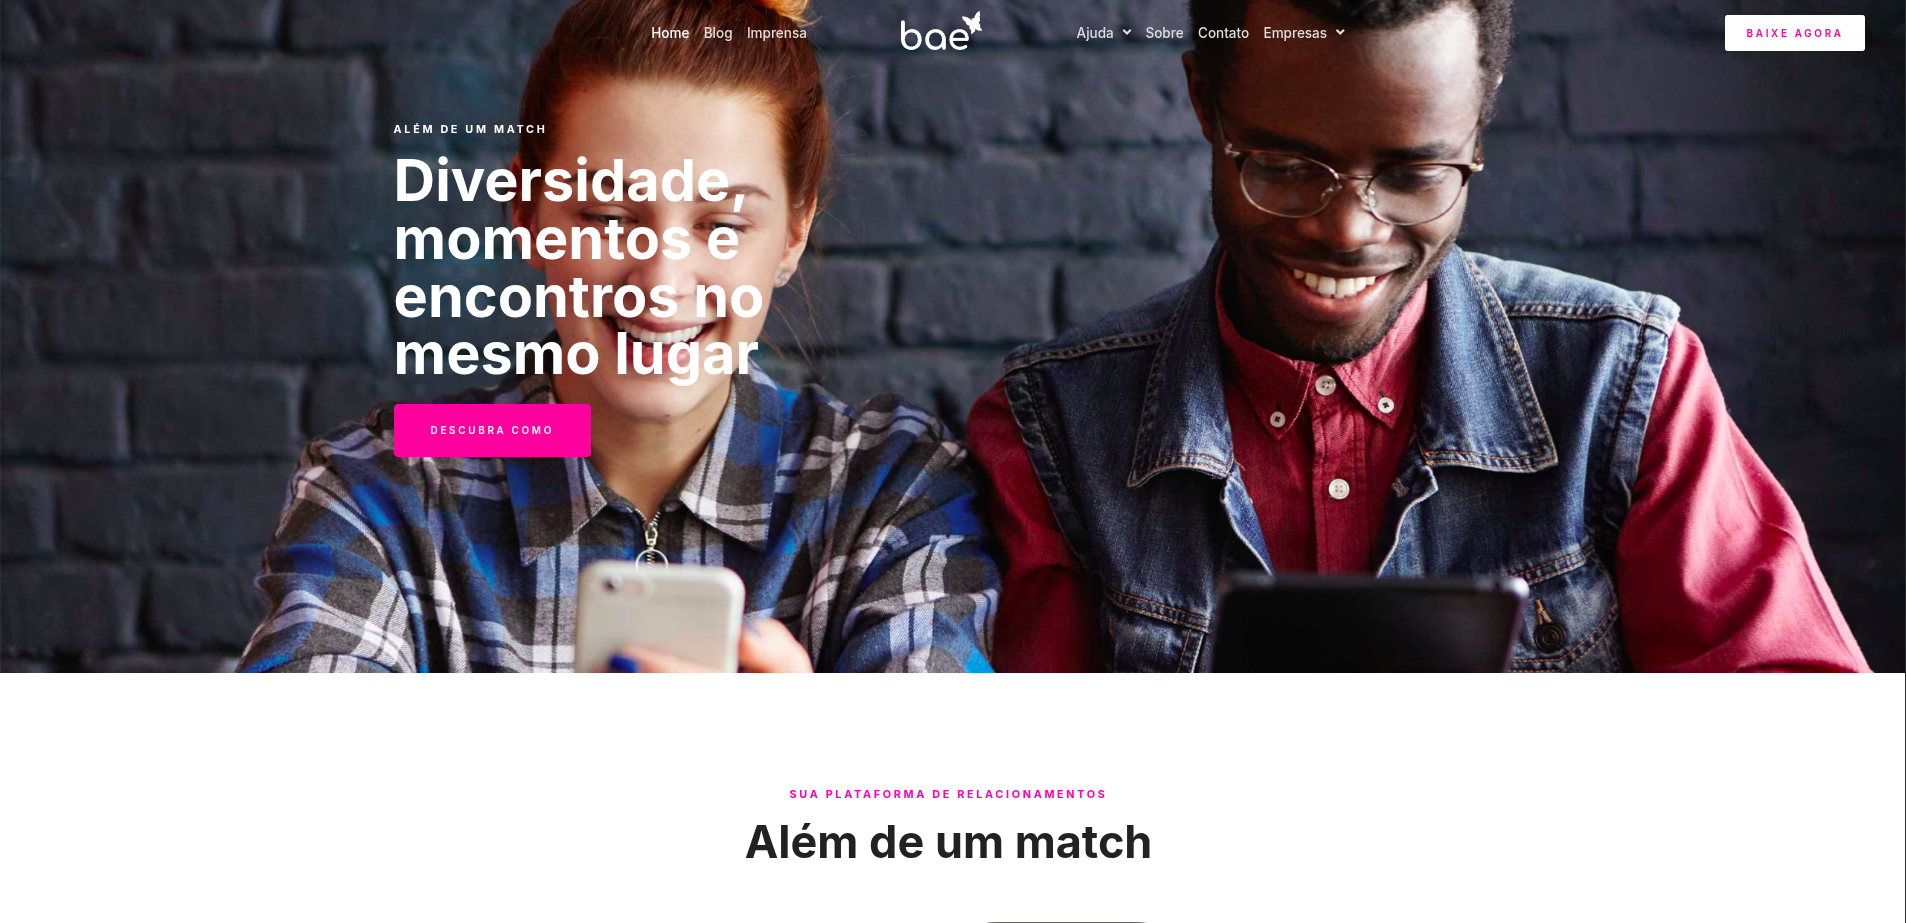 Home Blog Imprensa bae Ajuda Sobre Contato Empresas BAIXE AGORA
ALÉM DE UM MATCH
Diversidade,
momentos e
encontros no
mesmo lugar
DESCUBRA COMO
SUA PLATAFORMA DE RELACIONAMENTOS
Além de um match